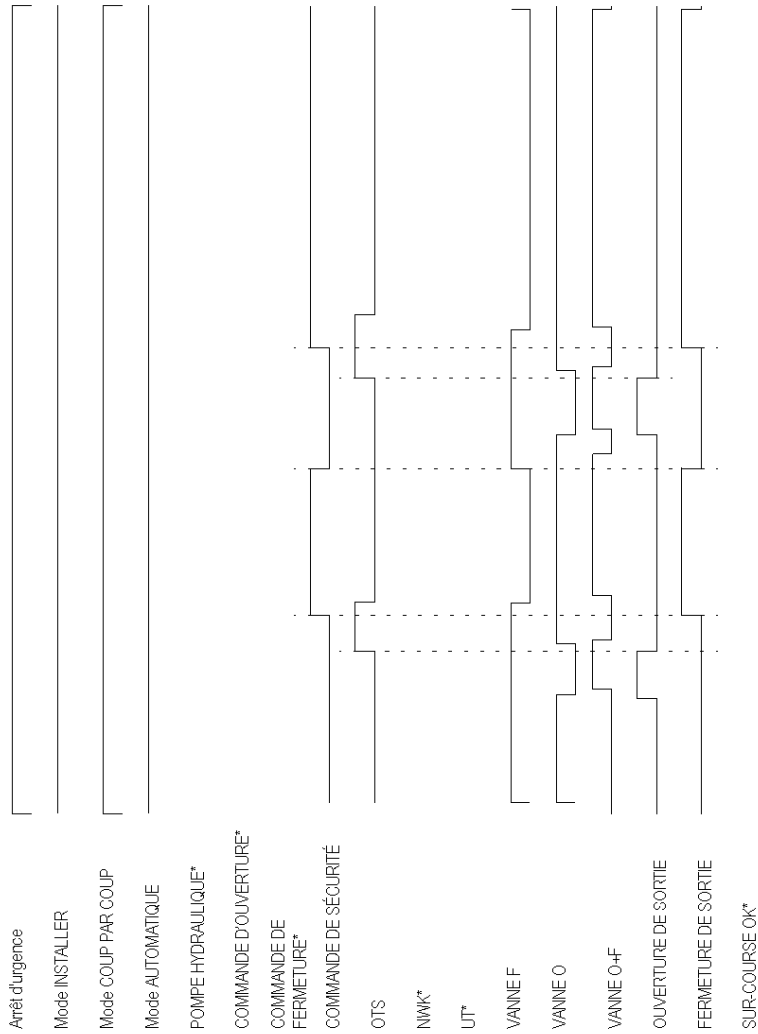 Arrêt d'urgence
Mode INSTALLER
Mode COUP PAR COUP
Mode AUTOMATIQUE
POMPE HYDRAULIQUE*
COMMANDE D'OUVERTURE*
COMMANDE DE
FERMETURE*
COMMANDE DE SÉCURITÉ
OTS
NWK*
UT*
VANNE F
VANNE O
VANNE O+F
OUVERTURE DE SORTIE
FERMETURE DE SORTIE
SUR-COURSE OK*